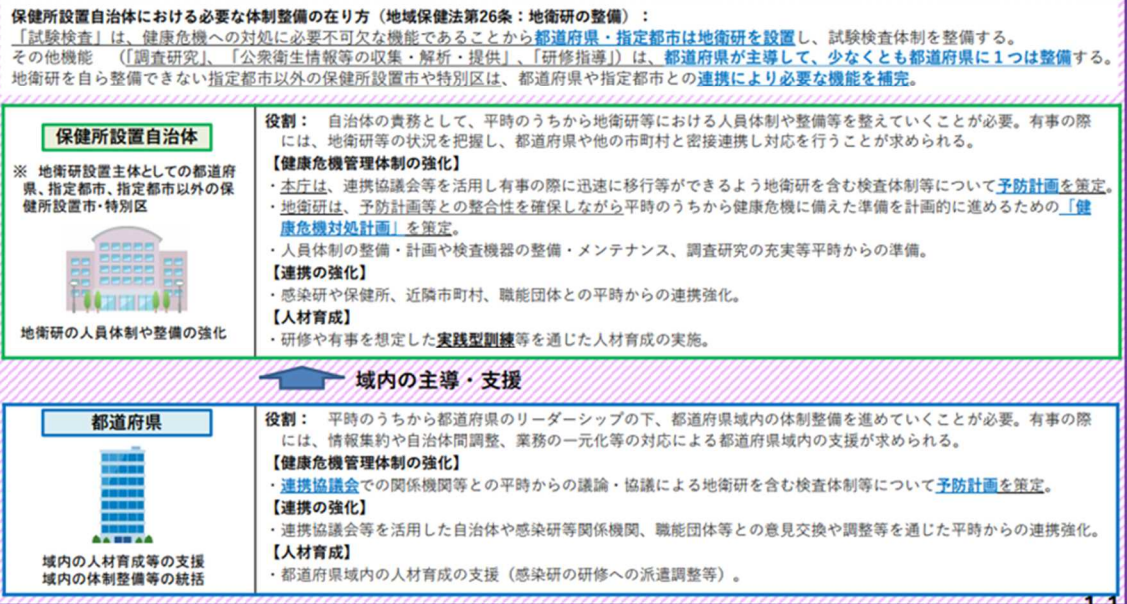 保健所設置自治体における必要な体制整備の在り方（地域保健法第26条：地衛研の整備）：
「試験検査」は、健康危機への対処に必要不可欠な機能であることから都道府県・指定都市は地衛研を設置し、試験検査体制を整備する。
その他機能　（「調査研究」、「公衆衛生情報等の収集・解析・提供」、「研修指導」）は、都道府県が主導して、少なくとも都道府県に１つは整備する。
地衛研を自ら整備できない指定都市以外の保健所設置市や特別区は、都道府県や指定都市との連携により必要な機能を補完。
保健所設置自治体
※　地衛研設置主体としての都道府
県、指定都市、指定都市以外の保
健所設置市・特別区
地衛研の人員体制や整備の強化
役割：　自治体の責務として、平時のうちから地衛研等における人員体制や整備等を整えていくことが必要。有事の際
には、地衛研等の状況を把握し、都道府県や他の市町村と密接連携し対応を行うことが求められる。
【健康危機管理体制の強化】
・本庁は、連携協議会等を活用し有事の際に迅速に移行等ができるよう地衛研を含む検査体制等について予防計画を策定。
・地衛研は、予防計画等との整合性を確保しながら平時のうちから健康危機に備えた準備を計画的に進めるための「健
康危機対処計画」を策定。
・人員体制の整備・計画や検査機器の整備・メンテナンス、調査研究の充実等平時からの準備。
【連携の強化】
・感染研や保健所、近隣市町村、職能団体との平時からの連携強化。
【人材育成】
・研修や有事を想定した実践型訓練等を通じた人材育成の実施。
域内の主導・支援
都道府県
域内の人材育成等の支援
域内の体制整備等の統括
役割：　平時のうちから都道府県のリーダーシップの下、都道府県域内の体制整備を進めていくことが必要。有事の際
には、情報集約や自治体間調整、業務の一元化等の対応による都道府県域内の支援が求められる。
【健康危機管理体制の強化】
・連携協議会での関係機関等との平時からの議論・協議による地衛研を含む検査体制等について予防計画を策定。
【連携の強化】
・連携協議会等を活用した自治体や感染研等関係機関、職能団体等との意見交換や調整等を通じた平時からの連携強化。
【人材育成】
・都道府県域内の人材育成の支援（感染研の研修への派遣調整等）。